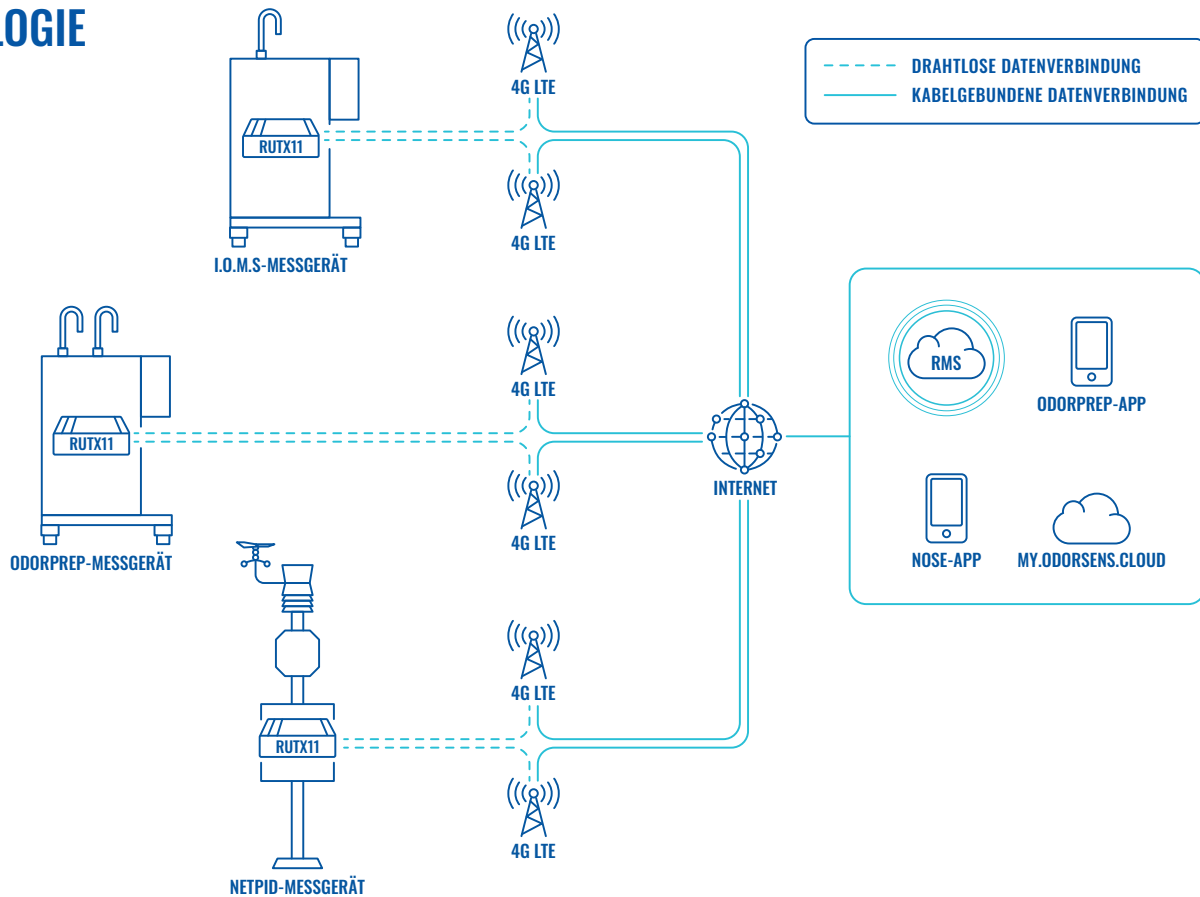 LOGIE
DRAHTLOSE DATENVERBINDUNG
KABELGEBUNDENE DATENVERBINDUNG
4G LTE
RUTX11
4G LTE
I.O.M.S-MESSGERÄT
4G LTE
RUTX11
4G LTE
ODORPREP-MESSGERÄT
INTERNET
RMS
ODORPREP-APP
NOSE-APP
MY.ODORSENS.CLOUD
4G LTE
RUTX11
4G LTE
NETPID-MESSGERÄT